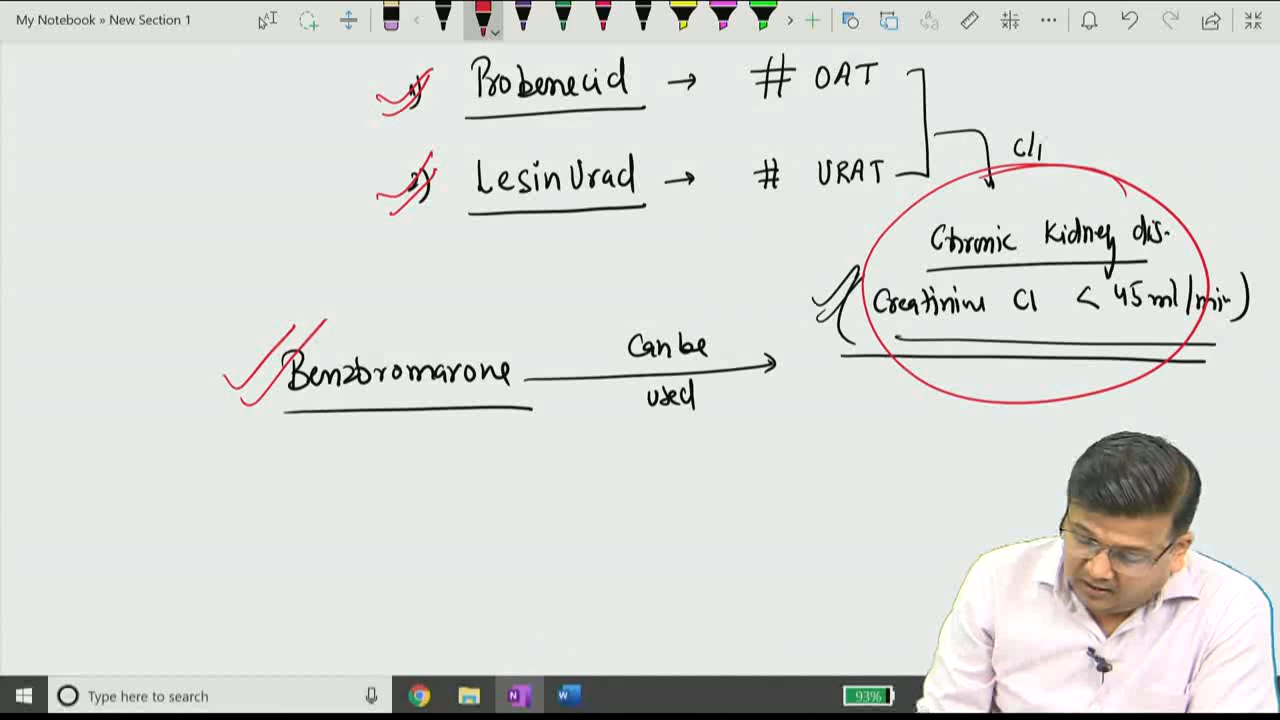 My Notebook » New Section 1
1) Probenecid → # OAT
2) LesinUrad → # URAT
C/I
Chronic Kidney dis.
(Creatinine Cl < 45 ml/min)
Benzbromarone
Can be
used
Type here to search
93%